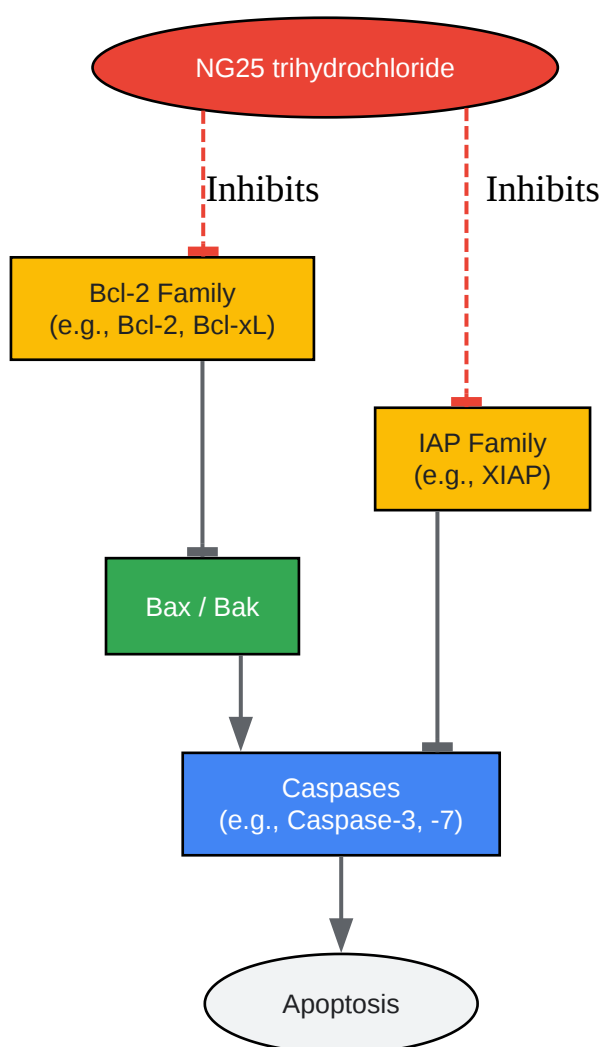 NG25 trihydrochloride
Inhibits
Inhibits
Bcl-2 Family
(e.g., Bcl-2, Bcl-xL)
IAP Family
(e.g., XIAP)
Bax / Bak
Caspases
(e.g., Caspase-3, -7)
Apoptosis